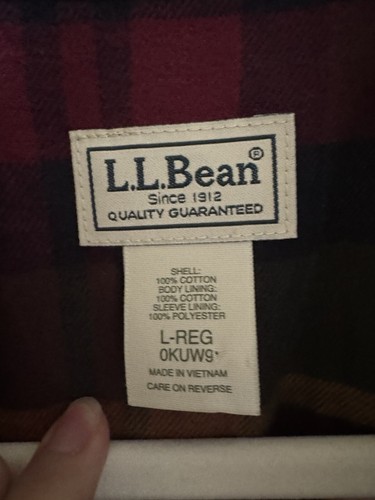 L.L.Bean®
Since 1912
QUALITY GUARANTEED
SHELL:
100% COTTON
BODY LINING:
100% COTTON
SLEEVE LINING:
100% POLYESTER
L-REG
0KUW9*
MADE IN VIETNAM
CARE ON REVERSE